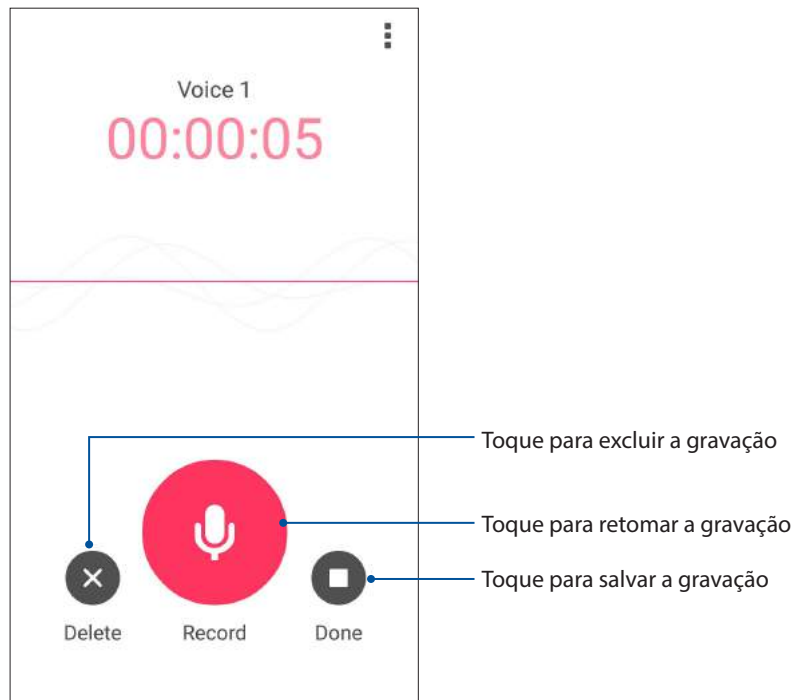 Voice 1
00:00:05
Toque para excluir a gravação
Toque para retomar a gravação
Toque para salvar a gravação
Delete Record Done